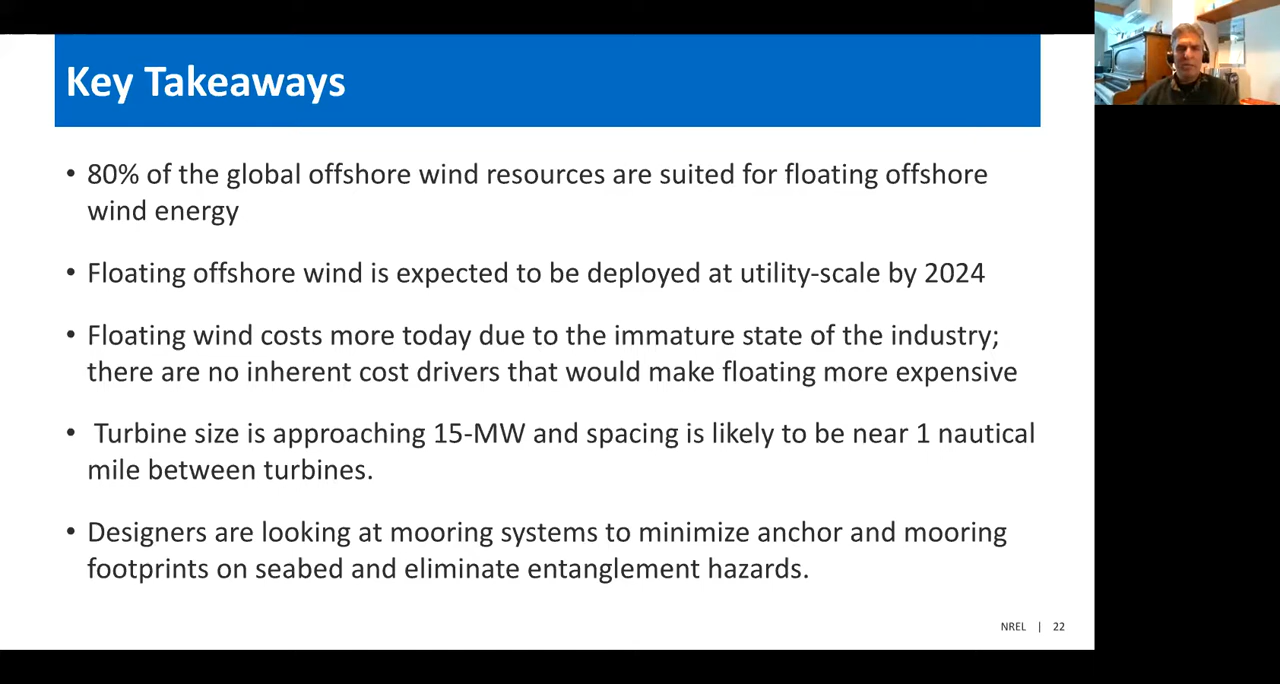 Key Takeaways
• 80% of the global offshore wind resources are suited for floating offshore
wind energy
• Floating offshore wind is expected to be deployed at utility-scale by 2024
• Floating wind costs more today due to the immature state of the industry;
there are no inherent cost drivers that would make floating more expensive
• Turbine size is approaching 15-MW and spacing is likely to be near 1 nautical
mile between turbines.
• Designers are looking at mooring systems to minimize anchor and mooring
footprints on seabed and eliminate entanglement hazards.
NREL | 22